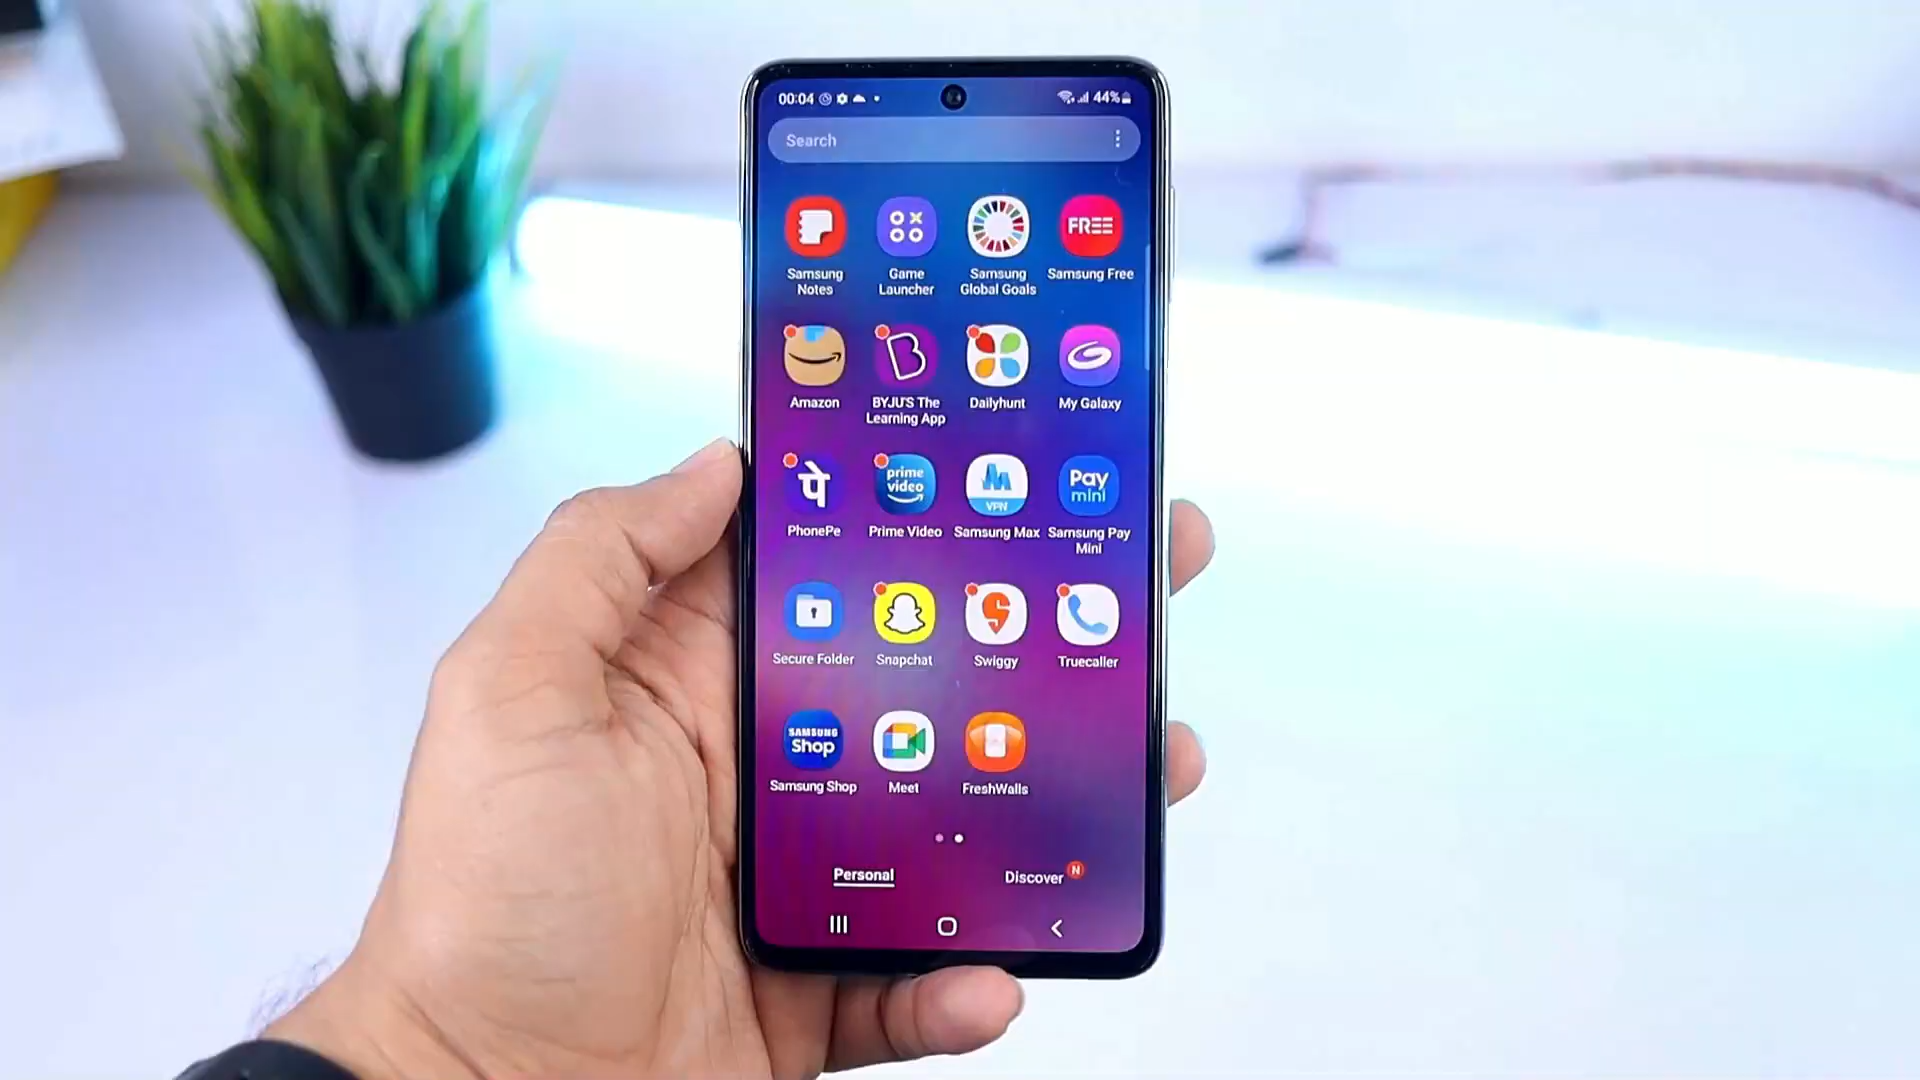 00:04
44%
Search
FREE
Samsung
Notes
Game
Launcher
Samsung
Global Goals
Samsung Free
B
Amazon
BYJU'S The
Learning App
Dailyhunt
My Galaxy
पे
prime
video
VPN
Pay
mini
PhonePe
Prime Video
Samsung Max
Samsung Pay
Mini
Secure Folder
Snapchat
Swiggy
Truecaller
SAMSUNG
Shop
Samsung Shop
Meet
FreshWalls
Personal
Discover
N